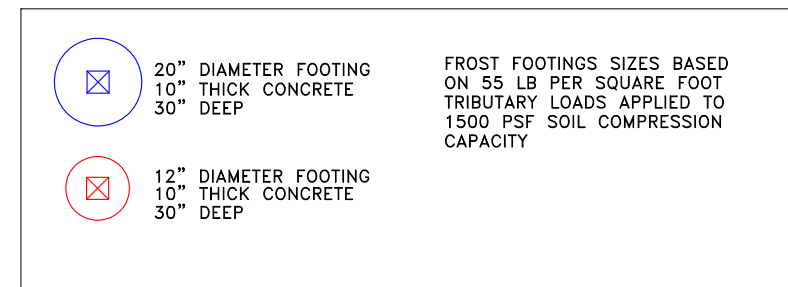 20" DIAMETER FOOTING
10" THICK CONCRETE
30" DEEP
12" DIAMETER FOOTING
10" THICK CONCRETE
30" DEEP
FROST FOOTINGS SIZES BASED
ON 55 LB PER SQUARE FOOT
TRIBUTARY LOADS APPLIED TO
1500 PSF SOIL COMPRESSION
CAPACITY